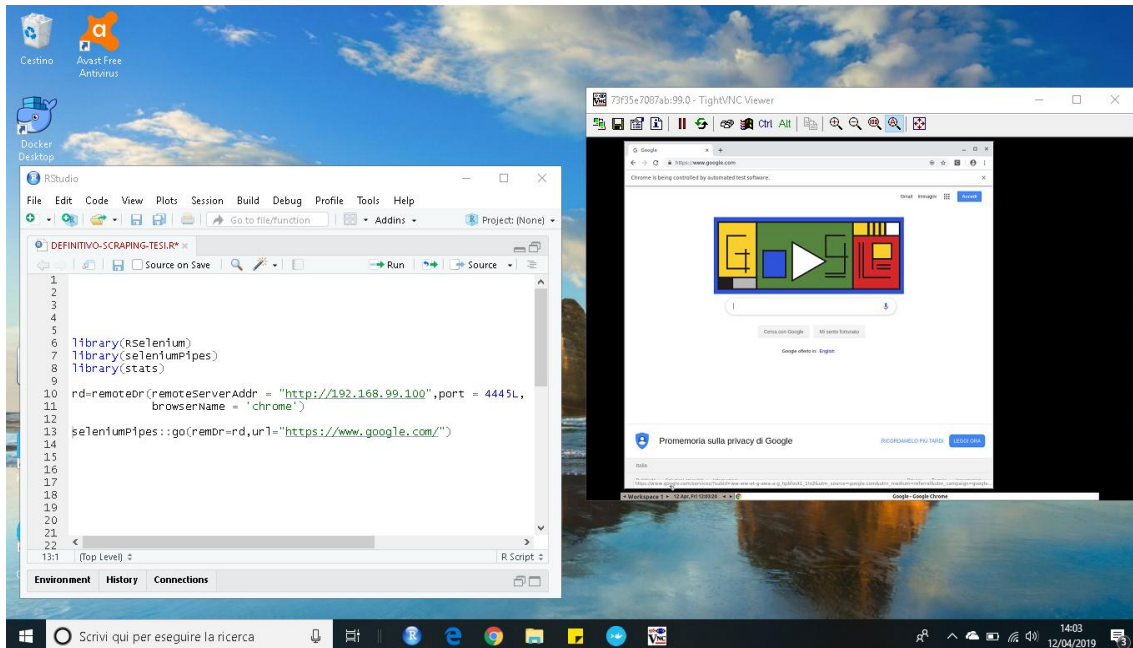 Cestino
Avast Free
Antivirus
Docker
Desktop
RStudio
File Edit Code View Plots Session Build Debug Profile Tools Help
Go to file/function
Addins
Project: (None)
DEFINITIVO-SCRAPING-TESI.R*
Source on Save
Run
Source
1
2
3
4
5
6 library(RSelenium)
7 library(seleniumPipes)
8 library(stats)
9
10 rd=remoteDr(remoteServerAddr = "http://192.168.99.100",port = 4445L,
11 browserName = 'chrome')
12
13 seleniumPipes::go(remDr=rd,url="https://www.google.com/")
14
15
16
17
18
19
20
21
22
13:1 (Top Level)
R Script
Environment History Connections
73f35e7087ab:99.0 - TightVNC Viewer
Ctrl Alt
Google
https://www.google.com
Chrome is being controlled by automated test software.
Gmail Immagini
Accedi
Cerca con Google Mi sento fortunato
Google offerto in: English
Promemoria sulla privacy di Google
RICORDAMELO PIÙ TARDI
LEGGI ORA
Italia
Workspace 1
Google - Google Chrome
Scrivi qui per eseguire la ricerca
14:03
12/04/2019
3